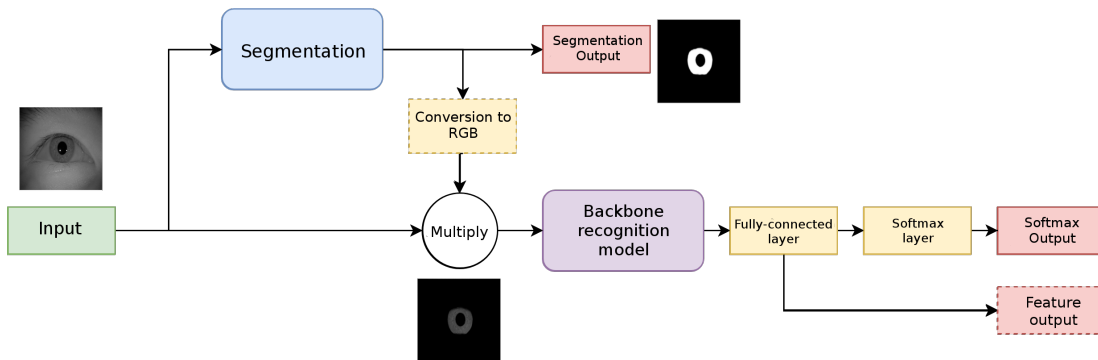 Segmentation
Segmentation
Output
Conversion to
RGB
Input
Multiply
Backbone
recognition
model
Fully-connected
layer
Softmax
layer
Softmax
Output
Feature
output